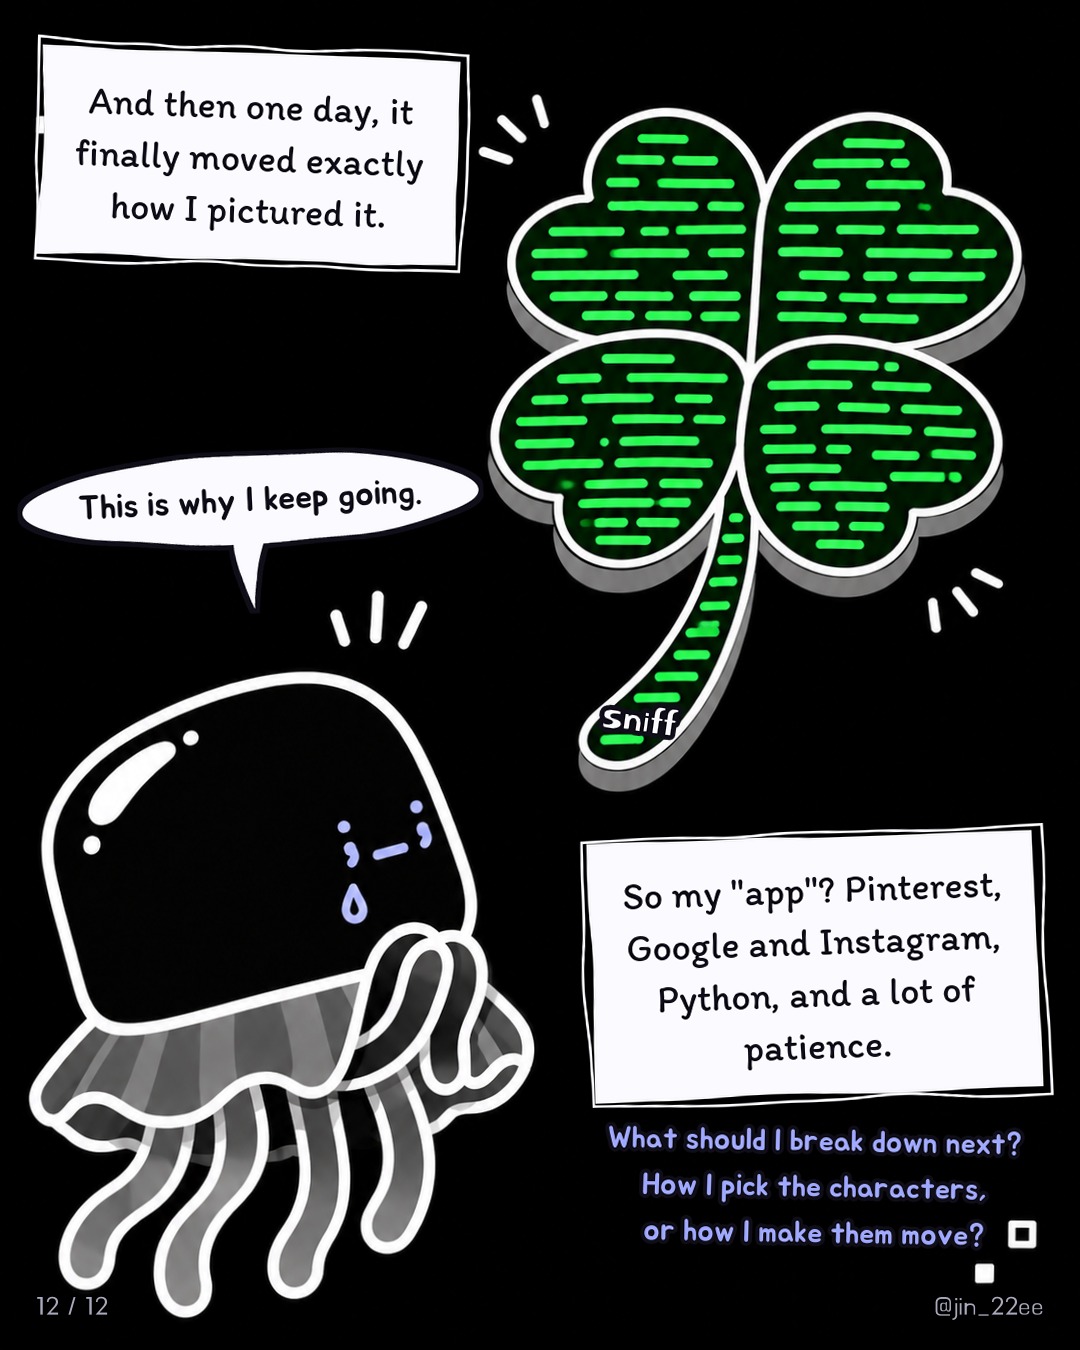 And then one day, it
finally moved exactly
how I pictured it.
This is why I keep going.
Sniff
So my "app"? Pinterest,
Google and Instagram,
Python, and a lot of
patience.
What should I break down next?
How I pick the characters,
or how I make them move?
12 / 12
@jin_22ee